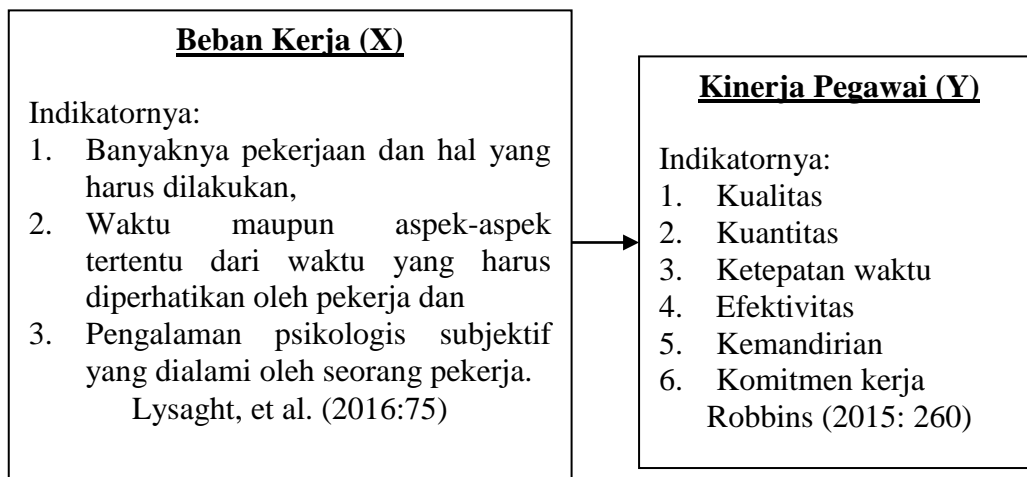 Beban Kerja (X)
Indikatornya:
1. Banyaknya pekerjaan dan hal yang
harus dilakukan,
2. Waktu maupun aspek-aspek
tertentu dari waktu yang harus
diperhatikan oleh pekerja dan
3. Pengalaman psikologis subjektif
yang dialami oleh seorang pekerja.
Lysaght, et al. (2016:75)
Kinerja Pegawai (Y)
Indikatornya:
1. Kualitas
2. Kuantitas
3. Ketepatan waktu
4. Efektivitas
5. Kemandirian
6. Komitmen kerja
Robbins (2015: 260)